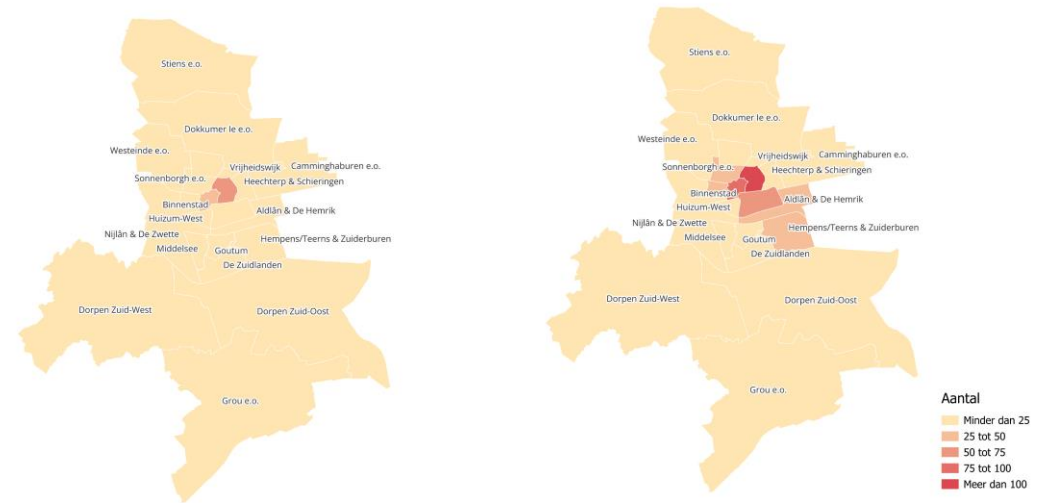 Stiens e.o.
Dokkumer Ie e.o.
Westeinde e.o.
Vrijheidswijk
Camminghaburen e.o.
Sonnenborgh e.o.
Heechterp & Schieringen
Binnenstad
Aldlân & De Hemrik
Huizum-West
Nijlân & De Zwette
Middelsee
Goutum
Hempens/Teerns & Zuiderburen
De Zuidlanden
Dorpen Zuid-West
Dorpen Zuid-Oost
Grou e.o.
Stiens e.o.
Dokkumer Ie e.o.
Westeinde e.o.
Vrijheidswijk
Camminghaburen e.o.
Sonnenborgh e.o.
Heechterp & Schieringen
Binnenstad
Aldlân & De Hemrik
Huizum-West
Nijlân & De Zwette
Middelsee
Goutum
Hempens/Teerns & Zuiderburen
De Zuidlanden
Dorpen Zuid-West
Dorpen Zuid-Oost
Grou e.o.
Aantal
Minder dan 25
25 tot 50
50 tot 75
75 tot 100
Meer dan 100